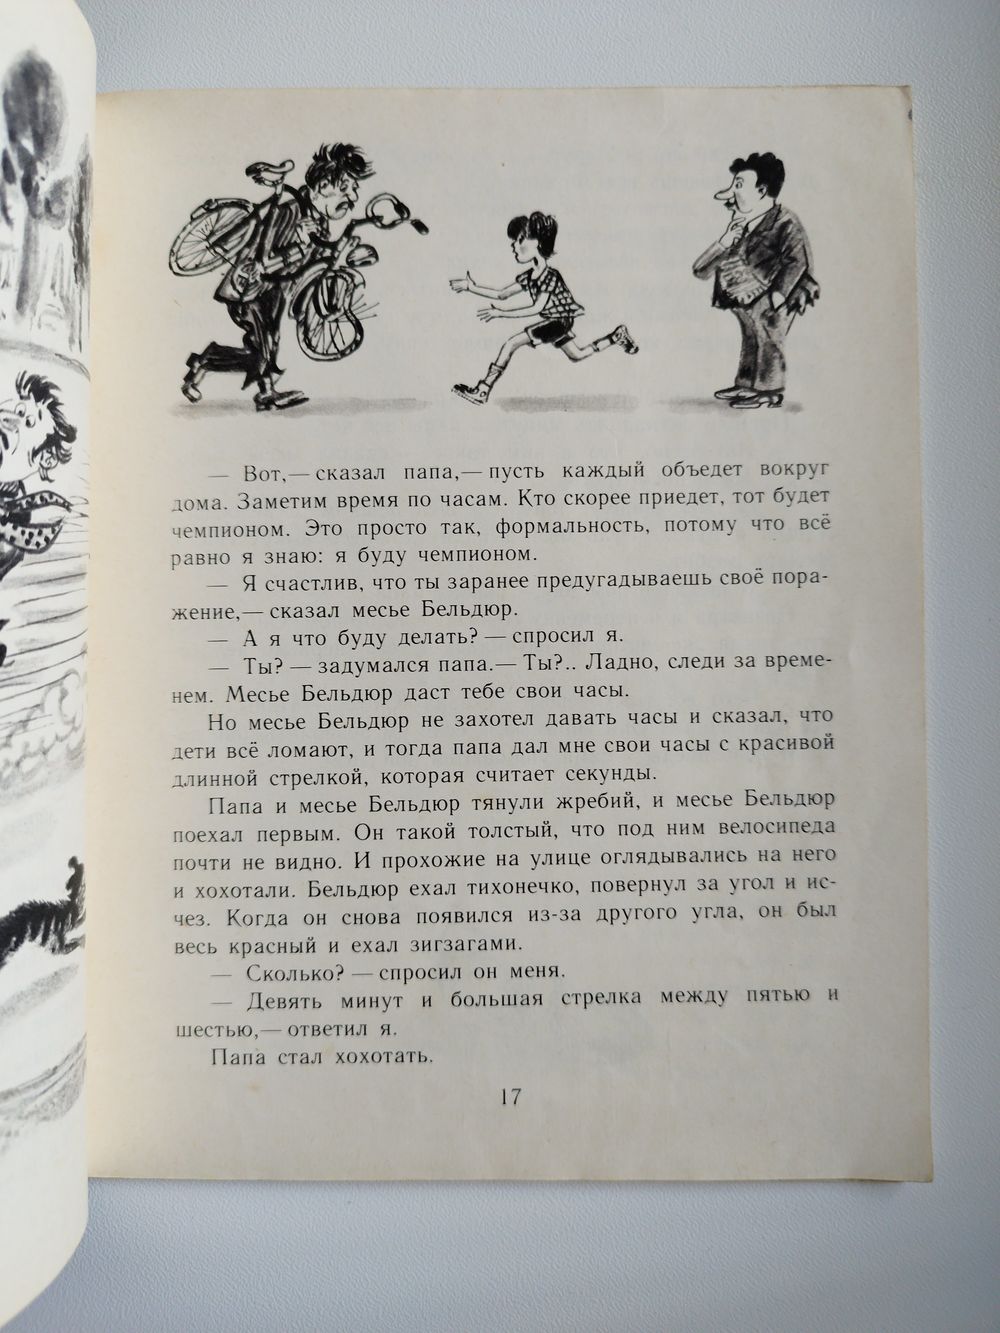 — Вот,— сказал папа,— пусть каждый объедет вокруг
дома. Заметим время по часам. Кто скорее приедет, тот будет
чемпионом. Это просто так, формальность, потому что всё
равно я знаю: я буду чемпионом.
— Я счастлив, что ты заранее предугадываешь своё пора-
жение,— сказал месье Бельдюр.
— А я что буду делать? — спросил я.
— Ты? — задумался папа.— Ты?.. Ладно, следи за време-
нем. Месье Бельдюр даст тебе свои часы.
Но месье Бельдюр не захотел давать часы и сказал, что
дети всё ломают, и тогда папа дал мне свои часы с красивой
длинной стрелкой, которая считает секунды.
Папа и месье Бельдюр тянули жребий, и месье Бельдюр
поехал первым. Он такой толстый, что под ним велосипеда
почти не видно. И прохожие на улице оглядывались на него
и хохотали. Бельдюр ехал тихонечко, повернул за угол и ис-
чез. Когда он снова появился из-за другого угла, он был
весь красный и ехал зигзагами.
— Сколько? — спросил он меня.
— Девять минут и большая стрелка между пятью и
шестью,— ответил я.
Папа стал хохотать.
17